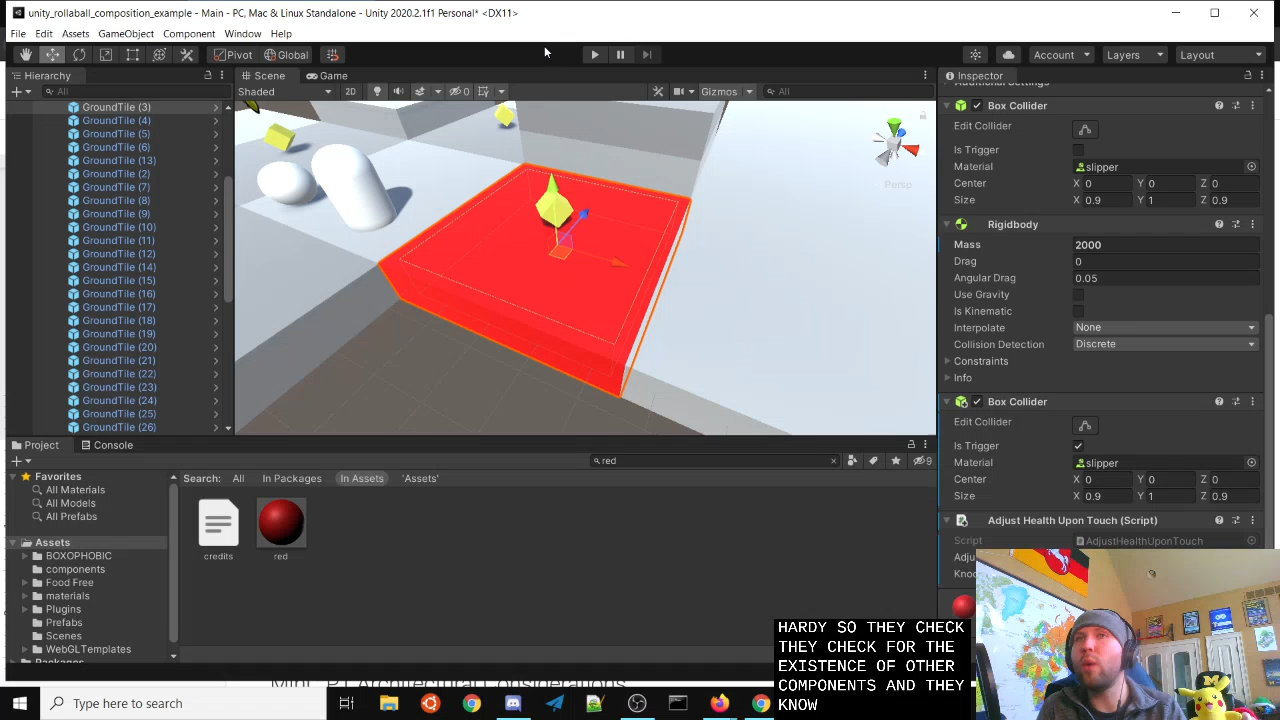 unity_rollaball_composition_example - Main - PC, Mac & Linux Standalone - Unity 2020.2.1f1 Personal* <DX11>
File Edit Assets GameObject Component Window Help
Pivot Global Account Layers Layout
Hierarchy
All
GroundTile (3)
GroundTile (4)
GroundTile (5)
GroundTile (6)
GroundTile (13)
GroundTile (2)
GroundTile (7)
GroundTile (8)
GroundTile (9)
GroundTile (10)
GroundTile (11)
GroundTile (12)
GroundTile (14)
GroundTile (15)
GroundTile (16)
GroundTile (17)
GroundTile (18)
GroundTile (19)
GroundTile (20)
GroundTile (21)
GroundTile (22)
GroundTile (23)
GroundTile (24)
GroundTile (25)
GroundTile (26)
Scene Game
Shaded 2D 0 Gizmos All
Persp
Inspector
Additional Settings
Box Collider
Edit Collider
Is Trigger
Material slipper
Center X 0 Y 0 Z 0
Size X 0.9 Y 1 Z 0.9
Rigidbody
Mass 2000
Drag 0
Angular Drag 0.05
Use Gravity
Is Kinematic
Interpolate None
Collision Detection Discrete
Constraints
Info
Box Collider
Edit Collider
Is Trigger
Material slipper
Center X 0 Y 0 Z 0
Size X 0.9 Y 1 Z 0.9
Adjust Health Upon Touch (Script)
Script AdjustHealthUponTouch
Project Console
red 9
Favorites
All Materials
All Models
All Prefabs
Assets
BOXOPHOBIC
components
Food Free
materials
Plugins
Prefabs
Scenes
WebGLTemplates
Packages
Search: All In Packages In Assets 'Assets'
credits red
HARDY SO THEY CHECK
THEY CHECK FOR THE
EXISTENCE OF OTHER
COMPONENTS AND THEY
KNOW
Type here to search